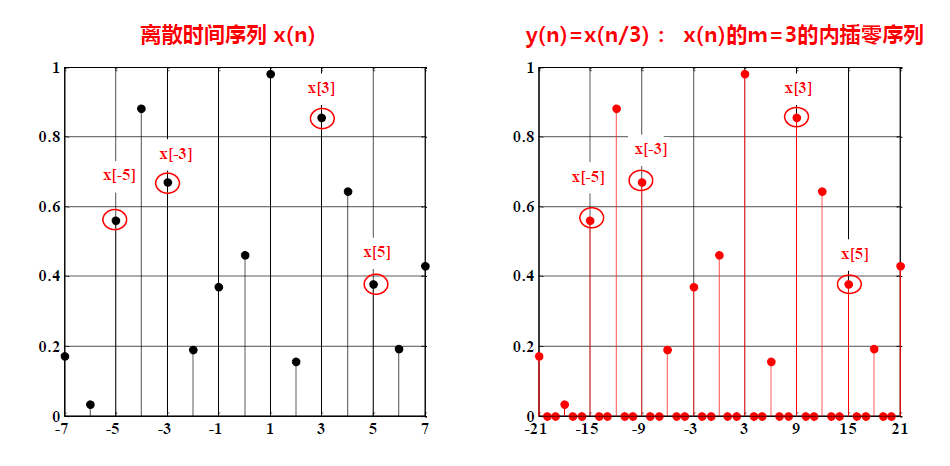 离散时间序列 x(n)
y(n)=x(n/3)： x(n)的m=3的内插零序列
1
0.8
0.6
0.4
0.2
0
-7 -5 -3 -1 1 3 5 7
x[-5]
x[-3]
x[3]
x[5]
1
0.8
0.6
0.4
0.2
0
-21 -15 -9 -3 3 9 15 21
x[-5]
x[-3]
x[3]
x[5]